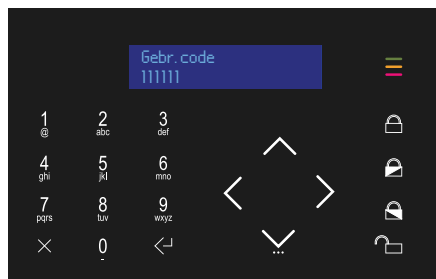 Gebr.code
111111
1 2 3
@ abc def
4 5 6
ghi jkl mno
7 8 9
pqrs tuv wxyz
0
-
...